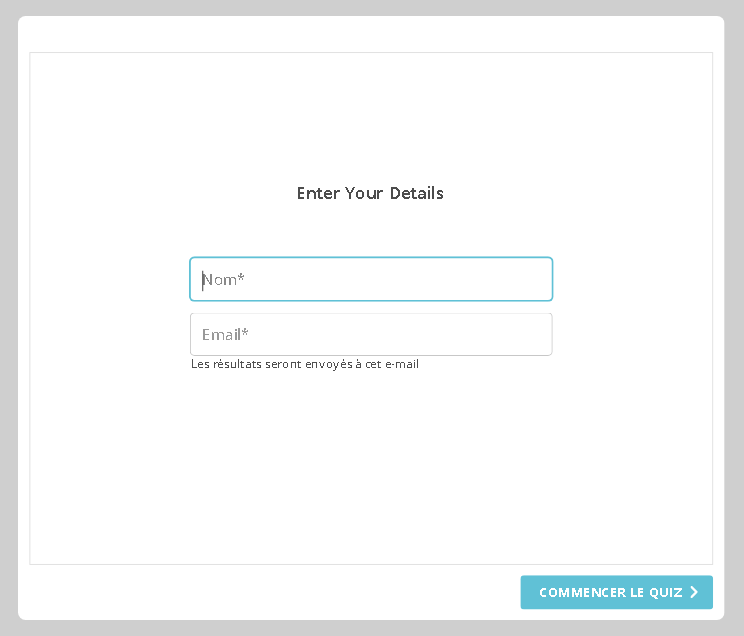 Enter Your Details
Nom*
Email*
Les résultats seront envoyés à cet e-mail
COMMENCER LE QUIZ